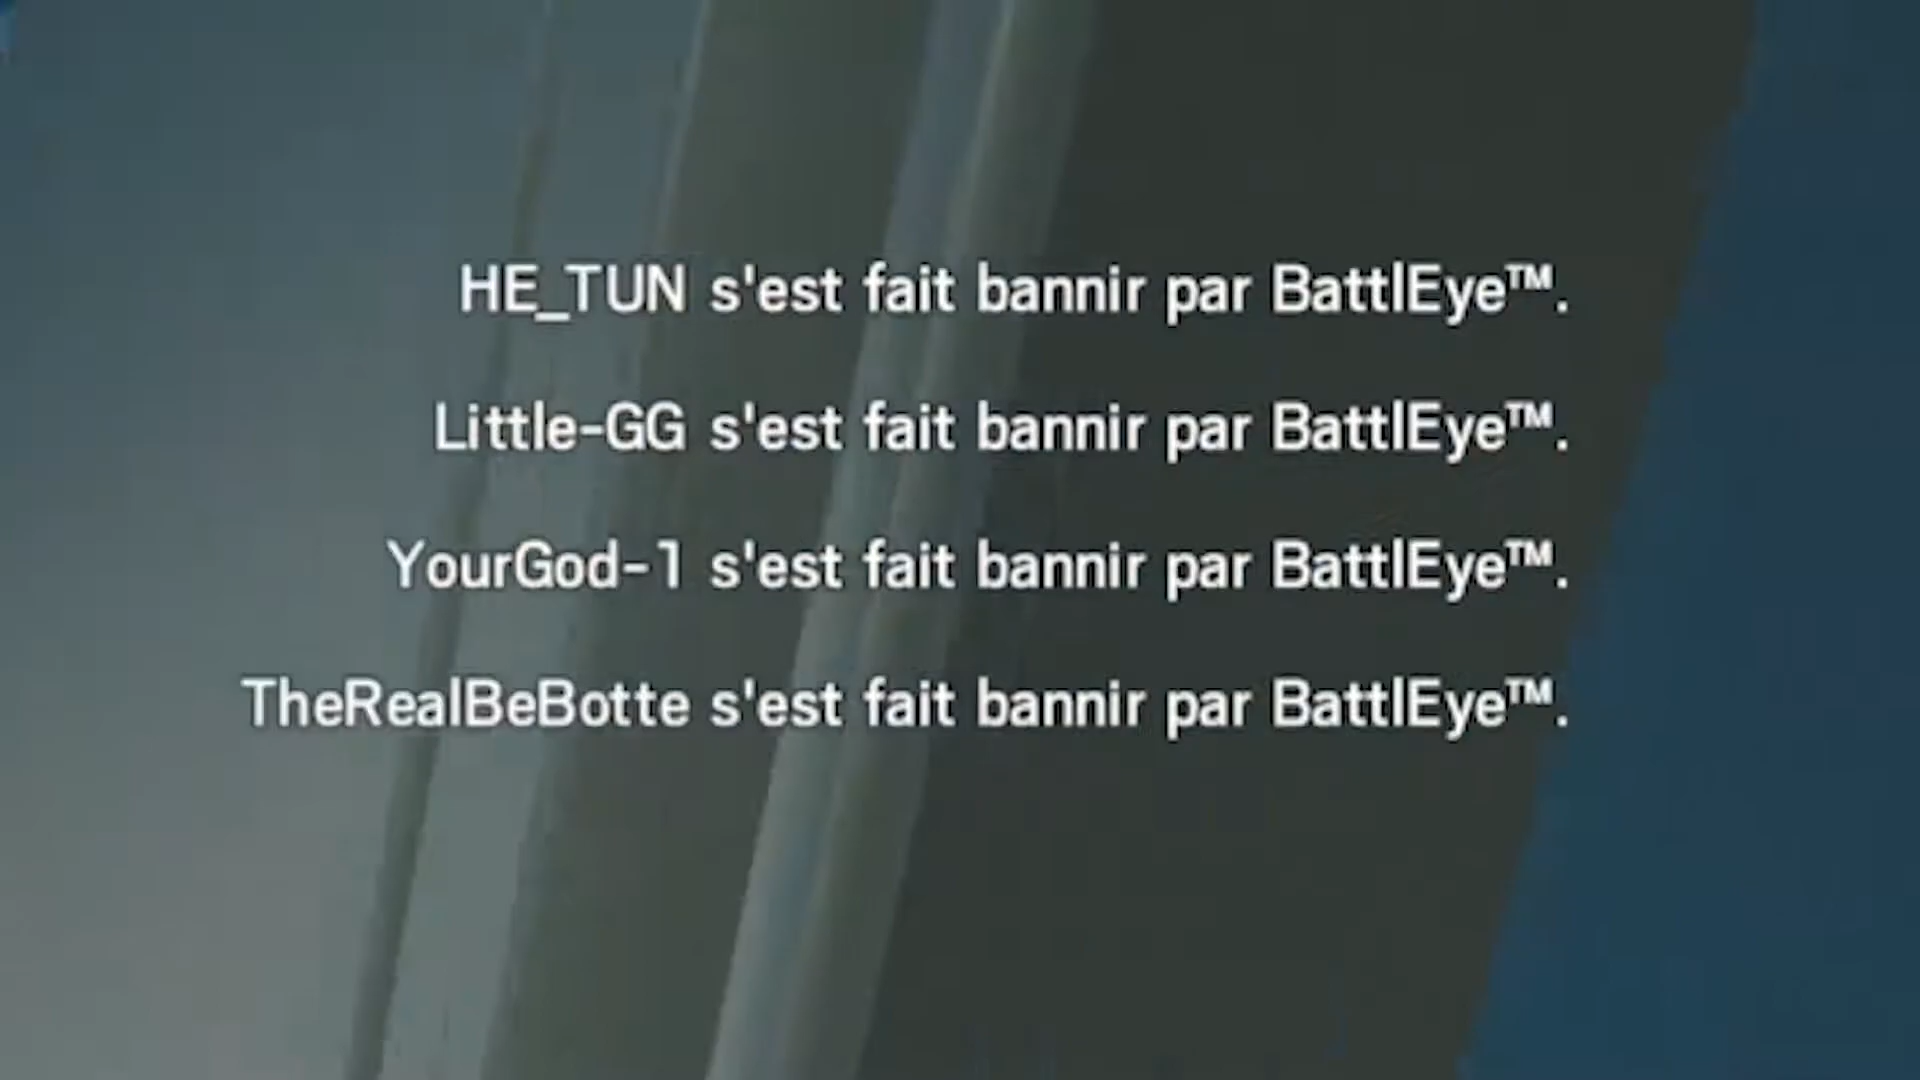 HE_TUN s'est fait bannir par BattlEye™.
Little-GG s'est fait bannir par BattlEye™.
YourGod-1 s'est fait bannir par BattlEye™.
TheRealBeBotte s'est fait bannir par BattlEye™.